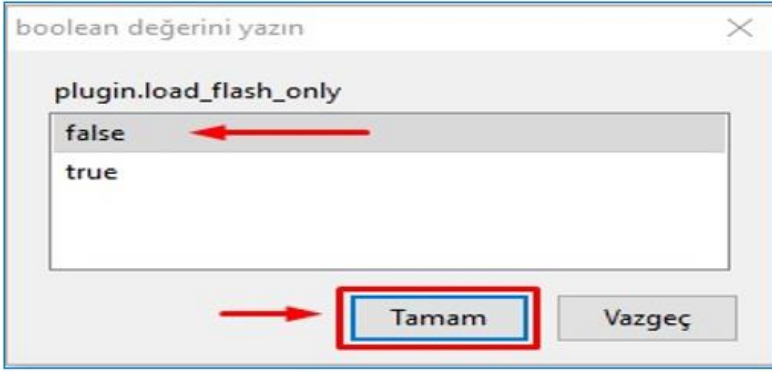 boolean değerini yazın
plugin.load_flash_only
false
true
Tamam
Vazgeç